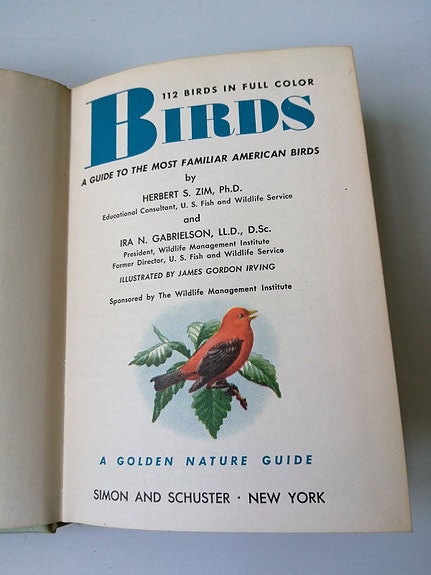 112 BIRDS IN FULL COLOR
BIRDS
A GUIDE TO THE MOST FAMILIAR AMERICAN BIRDS
by
HERBERT S. ZIM, Ph.D.
Educational Consultant, U. S. Fish and Wildlife Service
and
IRA N. GABRIELSON, LL.D., D.Sc.
President, Wildlife Management Institute
Former Director, U. S. Fish and Wildlife Service
ILLUSTRATED BY JAMES GORDON IRVING
Sponsored by The Wildlife Management Institute
A GOLDEN NATURE GUIDE
SIMON AND SCHUSTER · NEW YORK